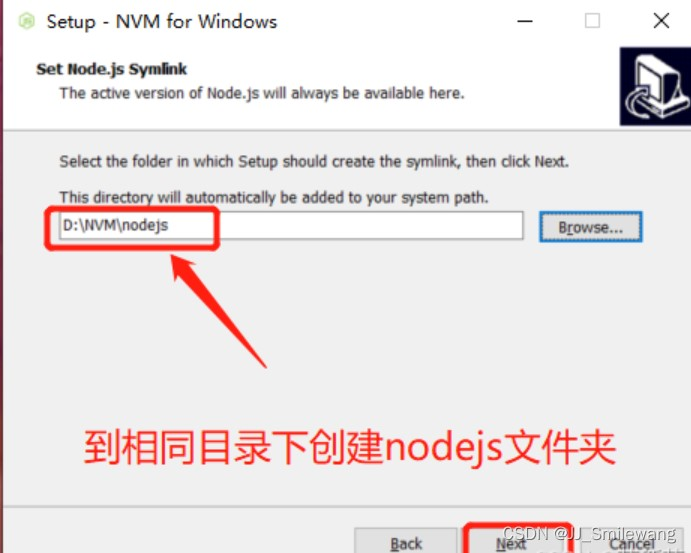 Setup - NVM for Windows
Set Node.js Symlink
The active version of Node.js will always be available here.
Select the folder in which Setup should create the symlink, then click Next.
This directory will automatically be added to your system path.
D:\NVM\nodejs
Browse...
到相同目录下创建nodejs文件夹
Back
Next
Cancel
CSDN @JJ_Smilewang